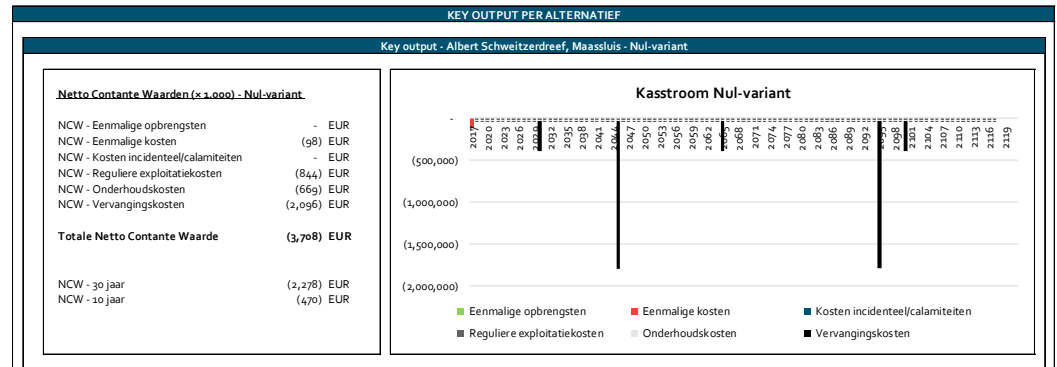 KEY OUTPUT PER ALTERNATIEF
Key output - Albert Schweitzerdreef, Maassluis - Nul-variant
Netto Contante Waarden (× 1.000) - Nul-variant
NCW - Eenmalige opbrengsten - EUR
NCW - Eenmalige kosten (98) EUR
NCW - Kosten incidenteel/calamiteiten - EUR
NCW - Reguliere exploitatiekosten (844) EUR
NCW - Onderhoudskosten (669) EUR
NCW - Vervangingskosten (2,096) EUR
Totale Netto Contante Waarde (3,708) EUR
NCW - 30 jaar (2,278) EUR
NCW - 10 jaar (470) EUR
Kasstroom Nul-variant
-
2017 2020 2023 2026 2029 2032 2035 2038 2041 2044 2047 2050 2053 2056 2059 2062 2065 2068 2071 2074 2077 2080 2083 2086 2089 2092 2095 2098 2101 2104 2107 2110 2113 2116 2119
(500,000)
(1,000,000)
(1,500,000)
(2,000,000)
Eenmalige opbrengsten Eenmalige kosten Kosten incidenteel/calamiteiten
Reguliere exploitatiekosten Onderhoudskosten Vervangingskosten